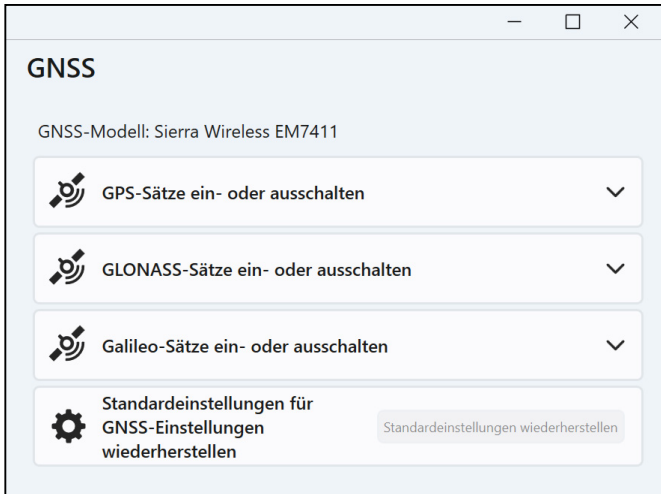 GNSS
GNSS-Modell: Sierra Wireless EM7411
GPS-Sätze ein- oder ausschalten
GLONASS-Sätze ein- oder ausschalten
Galileo-Sätze ein- oder ausschalten
Standardeinstellungen für
GNSS-Einstellungen
wiederherstellen
Standardeinstellungen wiederherstellen